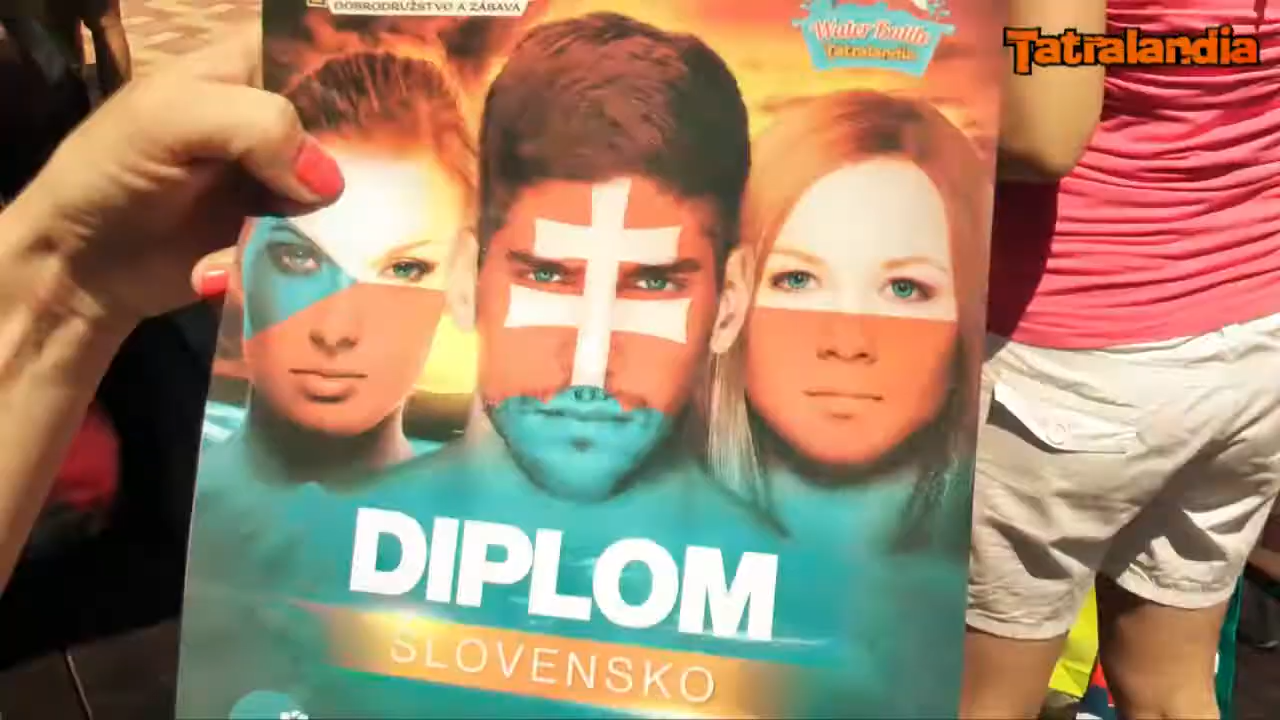 DOBRODRUŽSTVO A ZÁBAVA
Water Battle
Tatralandia
Tatralandia
DIPLOM
SLOVENSKO